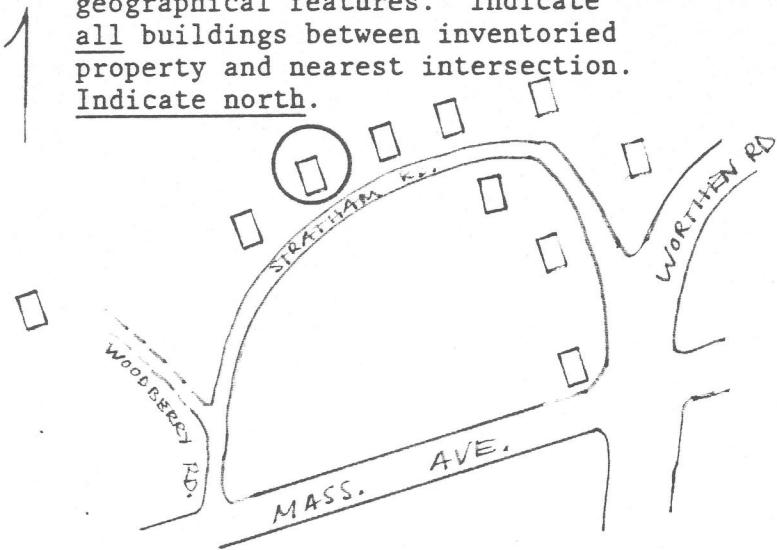 geographical features. Indicate
all buildings between inventoried
property and nearest intersection.
Indicate north.
STRATHAM
WORTHEN RD
WOODBERRY RD.
MASS. AVE.